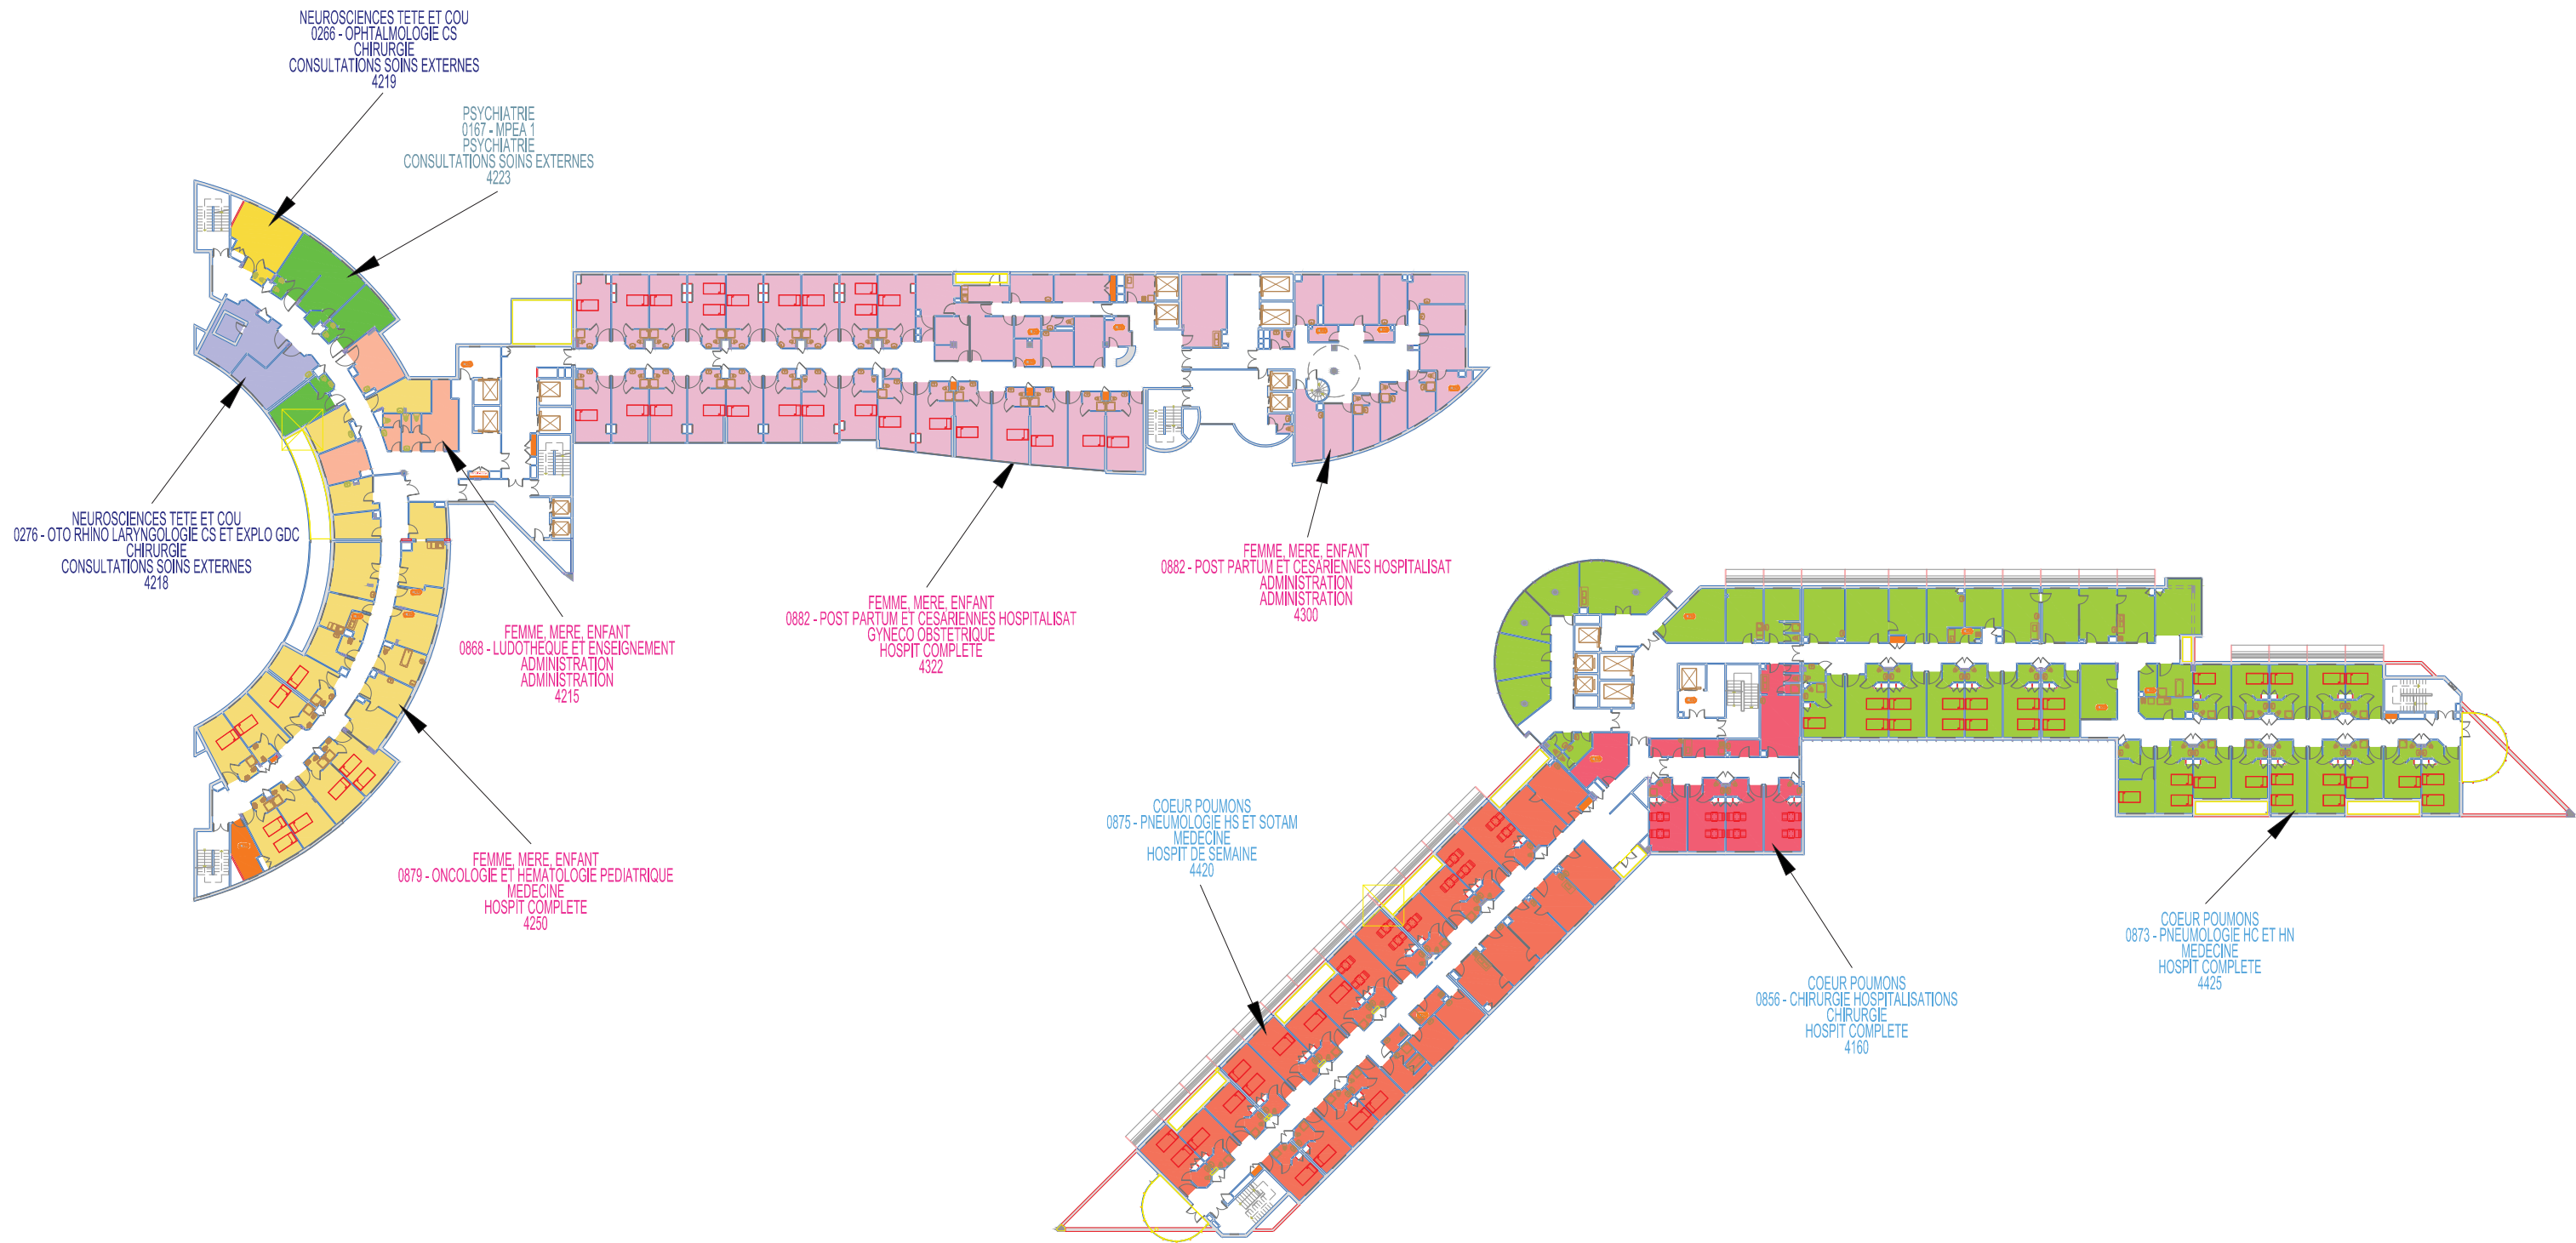 NEUROSCIENCES TETE ET COU
0266 - OPHTALMOLOGIE CS
CHIRURGIE
CONSULTATIONS SOINS EXTERNES
4219
PSYCHIATRIE
0167 - MPEA 1
PSYCHIATRIE
CONSULTATIONS SOINS EXTERNES
4223
NEUROSCIENCES TETE ET COU
0276 - OTO RHINO LARYNGOLOGIE CS ET EXPLO GDC
CHIRURGIE
CONSULTATIONS SOINS EXTERNES
4218
FEMME, MERE, ENFANT
0868 - LUDOTHEQUE ET ENSEIGNEMENT
ADMINISTRATION
ADMINISTRATION
4215
FEMME, MERE, ENFANT
0882 - POST PARTUM ET CESARIENNES HOSPITALISAT
GYNECO OBSTETRIQUE
HOSPIT COMPLETE
4322
FEMME, MERE, ENFANT
0882 - POST PARTUM ET CESARIENNES HOSPITALISAT
ADMINISTRATION
ADMINISTRATION
4300
FEMME, MERE, ENFANT
0879 - ONCOLOGIE ET HEMATOLOGIE PEDIATRIQUE
MEDECINE
HOSPIT COMPLETE
4250
COEUR POUMONS
0875 - PNEUMOLOGIE HS ET SOTAM
MEDECINE
HOSPIT DE SEMAINE
4420
COEUR POUMONS
0856 - CHIRURGIE HOSPITALISATIONS
CHIRURGIE
HOSPIT COMPLETE
4160
COEUR POUMONS
0873 - PNEUMOLOGIE HC ET HN
MEDECINE
HOSPIT COMPLETE
4425